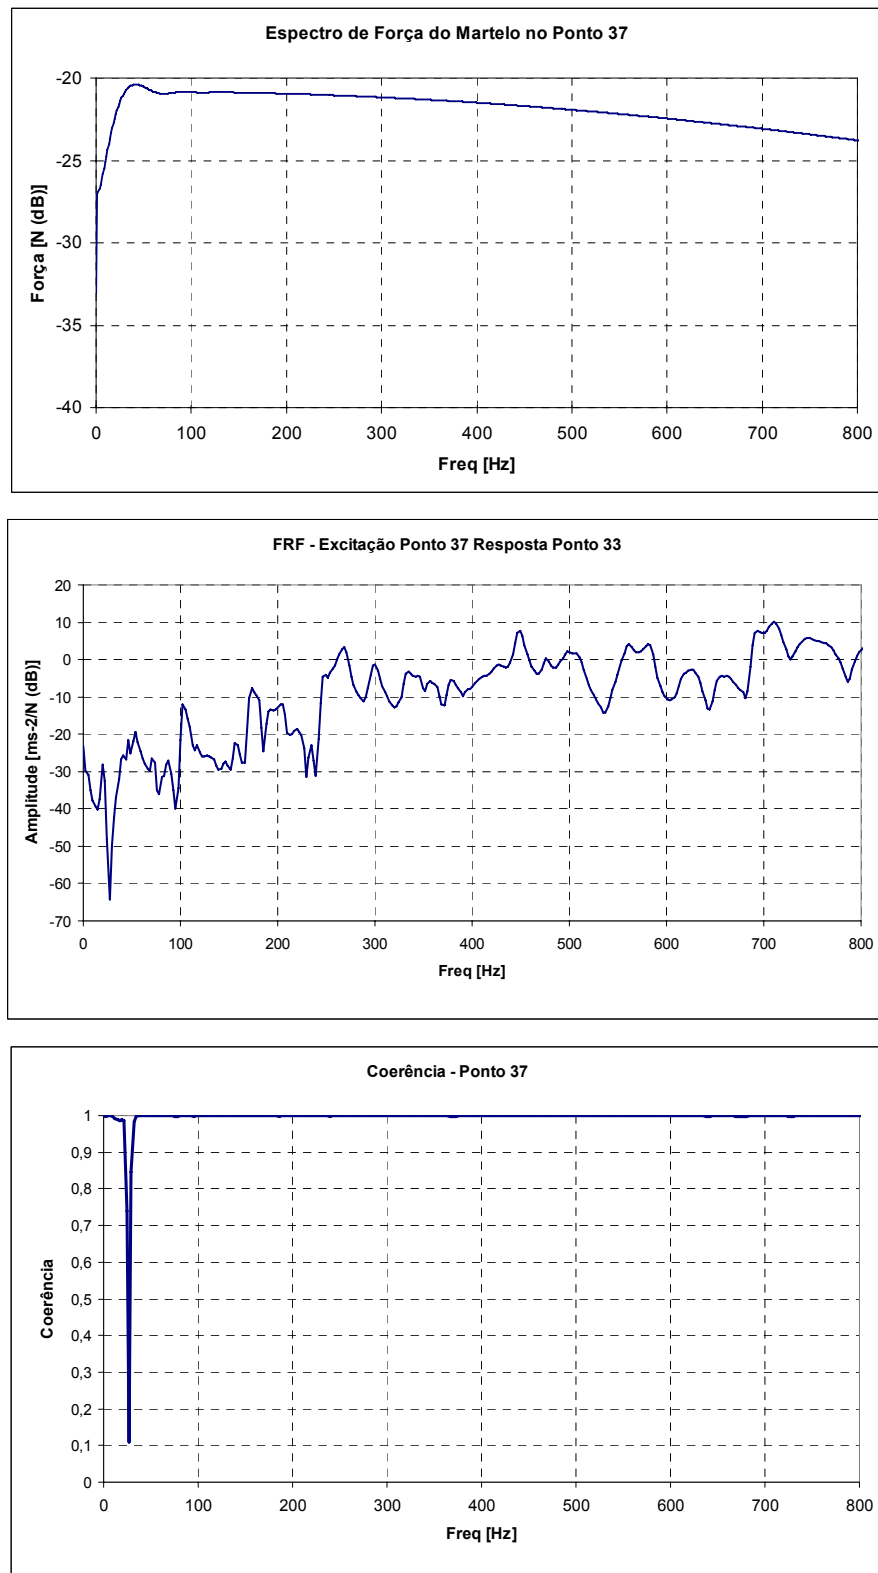 Espectro de Força do Martelo no Ponto 37
Força [N (dB)]
-20
-25
-30
-35
-40
0 100 200 300 400 500 600 700 800
Freq [Hz]
FRF - Excitação Ponto 37 Resposta Ponto 33
Amplitude [ms-2/N (dB)]
20
10
0
-10
-20
-30
-40
-50
-60
-70
0 100 200 300 400 500 600 700 800
Freq [Hz]
Coerência - Ponto 37
Coerência
1
0,9
0,8
0,7
0,6
0,5
0,4
0,3
0,2
0,1
0
0 100 200 300 400 500 600 700 800
Freq [Hz]